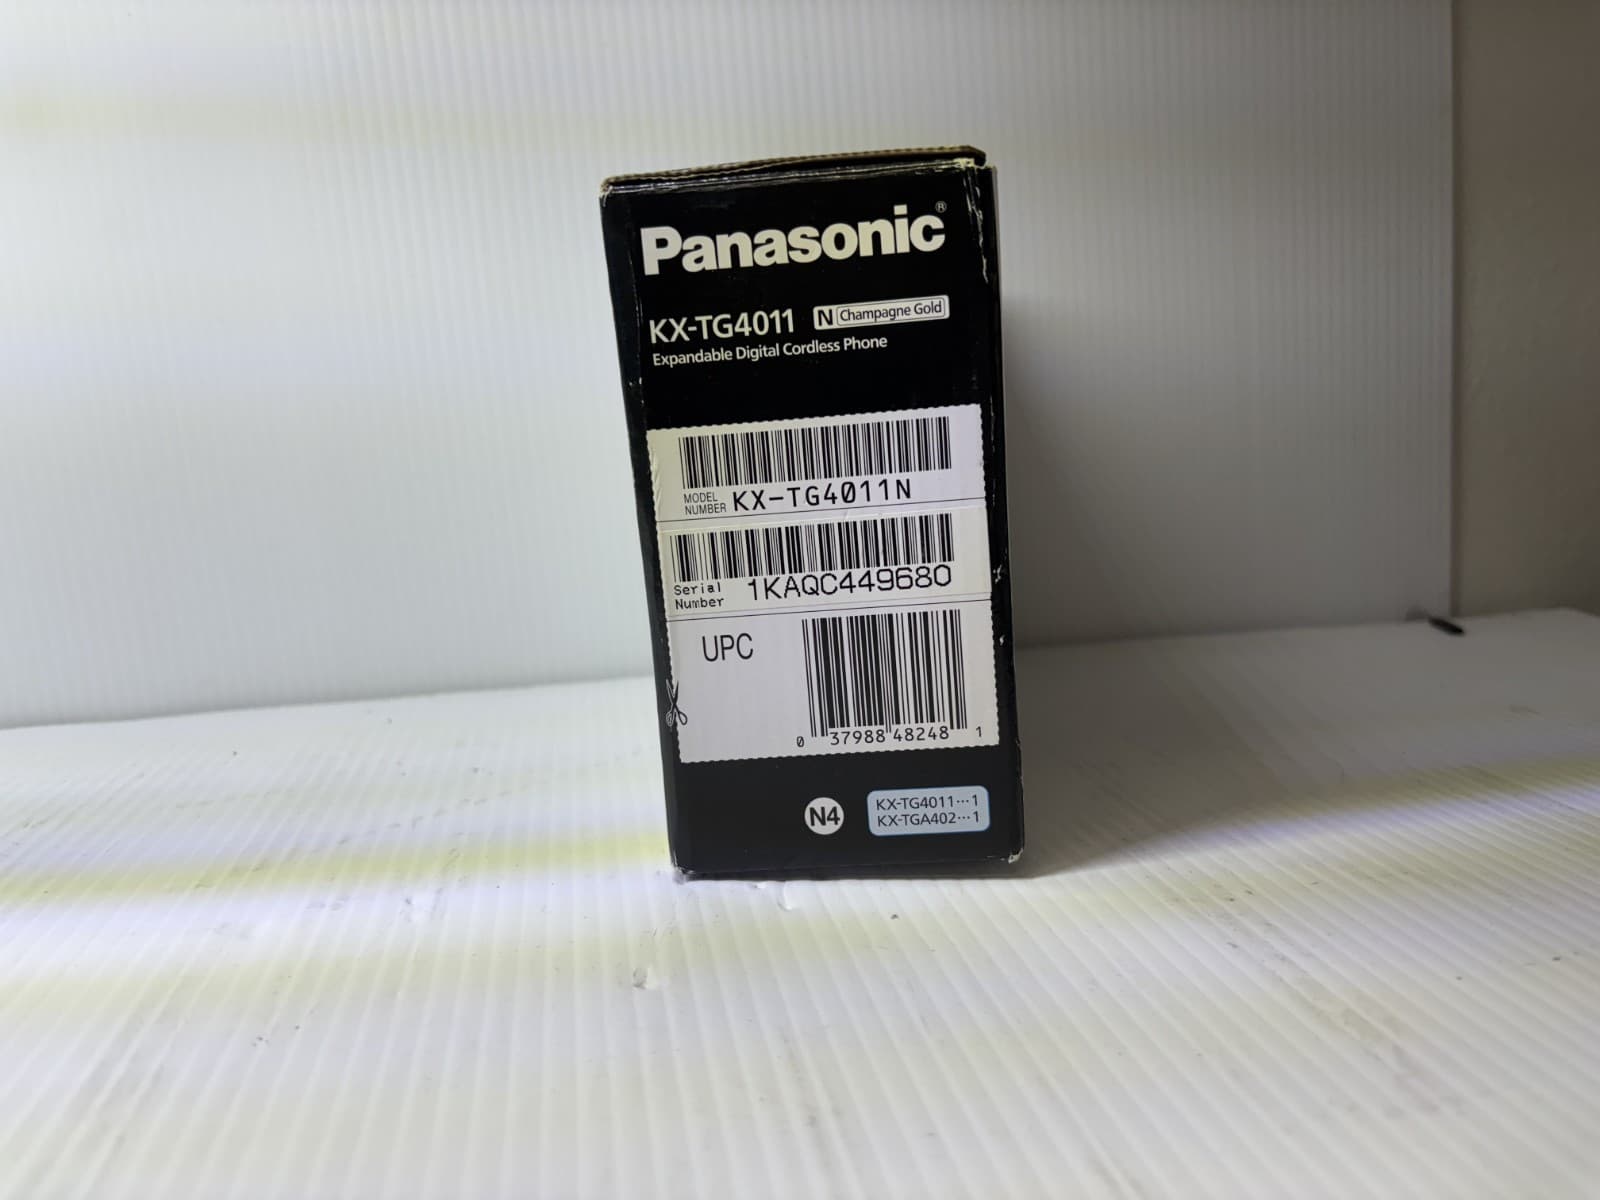 Panasonic®
KX-TG4011 N Champagne Gold
Expandable Digital Cordless Phone
MODEL NUMBER KX-TG4011N
Serial Number 1KAQC449680
UPC
0 37988 48248 1
N4
KX-TG4011···1
KX-TGA402···1